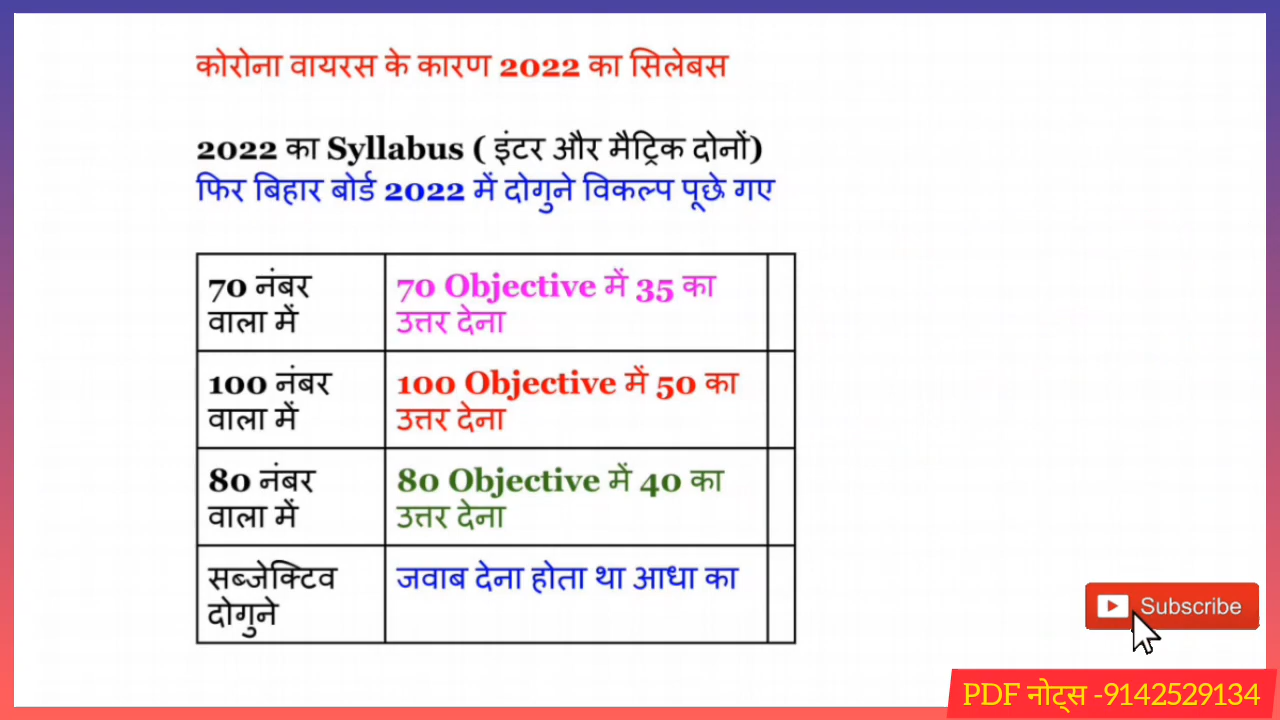 कोरोना वायरस के कारण 2022 का सिलेबस
2022 का Syllabus ( इंटर और मैट्रिक दोनों)
फिर बिहार बोर्ड 2022 में दोगुने विकल्प पूछे गए
70 नंबर
वाला में
70 Objective में 35 का
उत्तर देना
100 नंबर
वाला में
100 Objective में 50 का
उत्तर देना
80 नंबर
वाला में
80 Objective में 40 का
उत्तर देना
सब्जेक्टिव
दोगुने
जवाब देना होता था आधा का
Subscribe
PDF नोट्स -9142529134